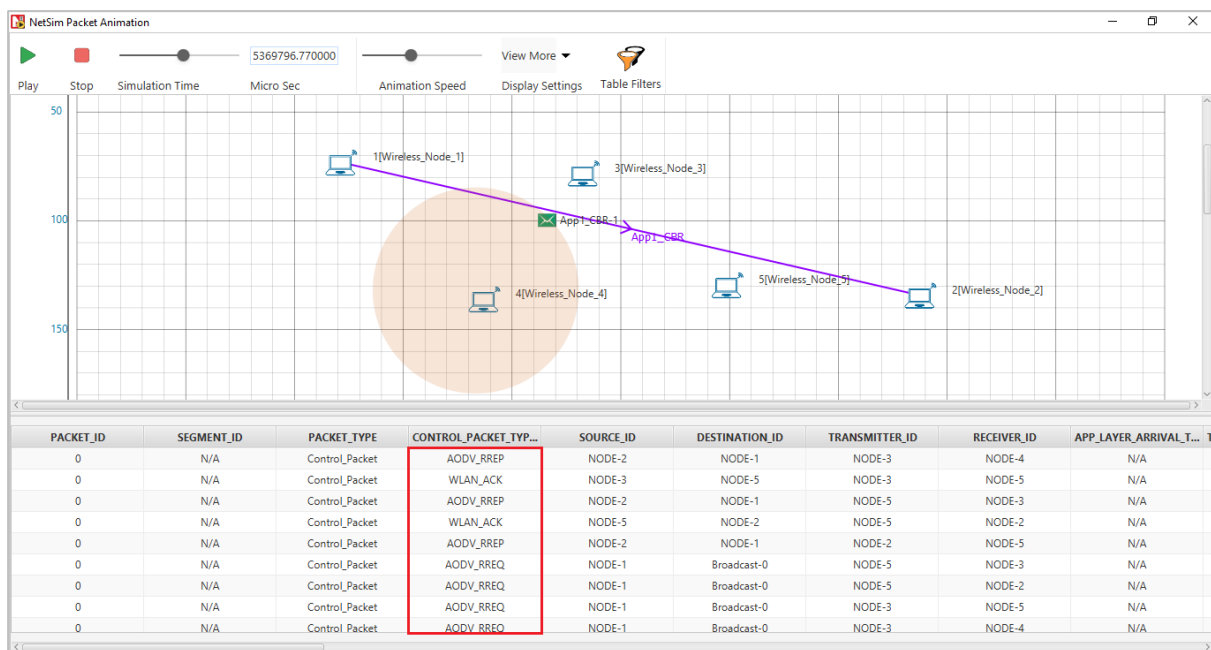 NetSim Packet Animation
5369796.770000 View More
Play Stop Simulation Time Micro Sec Animation Speed Display Settings Table Filters
50
1[Wireless_Node_1]
3[Wireless_Node_3]
100
App1_CBR-1
App1_CBR
5[Wireless_Node_5]
4[Wireless_Node_4]
2[Wireless_Node_2]
150
PACKET_ID SEGMENT_ID PACKET_TYPE CONTROL_PACKET_TYP... SOURCE_ID DESTINATION_ID TRANSMITTER_ID RECEIVER_ID APP_LAYER_ARRIVAL_T... T
0 N/A Control_Packet AODV_RREP NODE-2 NODE-1 NODE-3 NODE-4 N/A
0 N/A Control_Packet WLAN_ACK NODE-3 NODE-5 NODE-3 NODE-5 N/A
0 N/A Control_Packet AODV_RREP NODE-2 NODE-1 NODE-5 NODE-3 N/A
0 N/A Control_Packet WLAN_ACK NODE-5 NODE-2 NODE-5 NODE-2 N/A
0 N/A Control_Packet AODV_RREP NODE-2 NODE-1 NODE-2 NODE-5 N/A
0 N/A Control_Packet AODV_RREQ NODE-1 Broadcast-0 NODE-5 NODE-3 N/A
0 N/A Control_Packet AODV_RREQ NODE-1 Broadcast-0 NODE-5 NODE-2 N/A
0 N/A Control_Packet AODV_RREQ NODE-1 Broadcast-0 NODE-3 NODE-5 N/A
0 N/A Control_Packet AODV_RREQ NODE-1 Broadcast-0 NODE-3 NODE-4 N/A